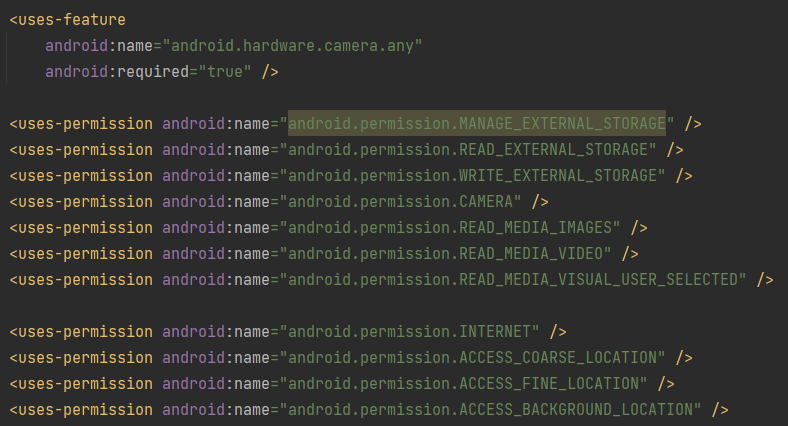 <uses-feature
android:name="android.hardware.camera.any"
android:required="true" />
<uses-permission android:name="android.permission.MANAGE_EXTERNAL_STORAGE" />
<uses-permission android:name="android.permission.READ_EXTERNAL_STORAGE" />
<uses-permission android:name="android.permission.WRITE_EXTERNAL_STORAGE" />
<uses-permission android:name="android.permission.CAMERA" />
<uses-permission android:name="android.permission.READ_MEDIA_IMAGES" />
<uses-permission android:name="android.permission.READ_MEDIA_VIDEO" />
<uses-permission android:name="android.permission.READ_MEDIA_VISUAL_USER_SELECTED" />
<uses-permission android:name="android.permission.INTERNET" />
<uses-permission android:name="android.permission.ACCESS_COARSE_LOCATION" />
<uses-permission android:name="android.permission.ACCESS_FINE_LOCATION" />
<uses-permission android:name="android.permission.ACCESS_BACKGROUND_LOCATION" />